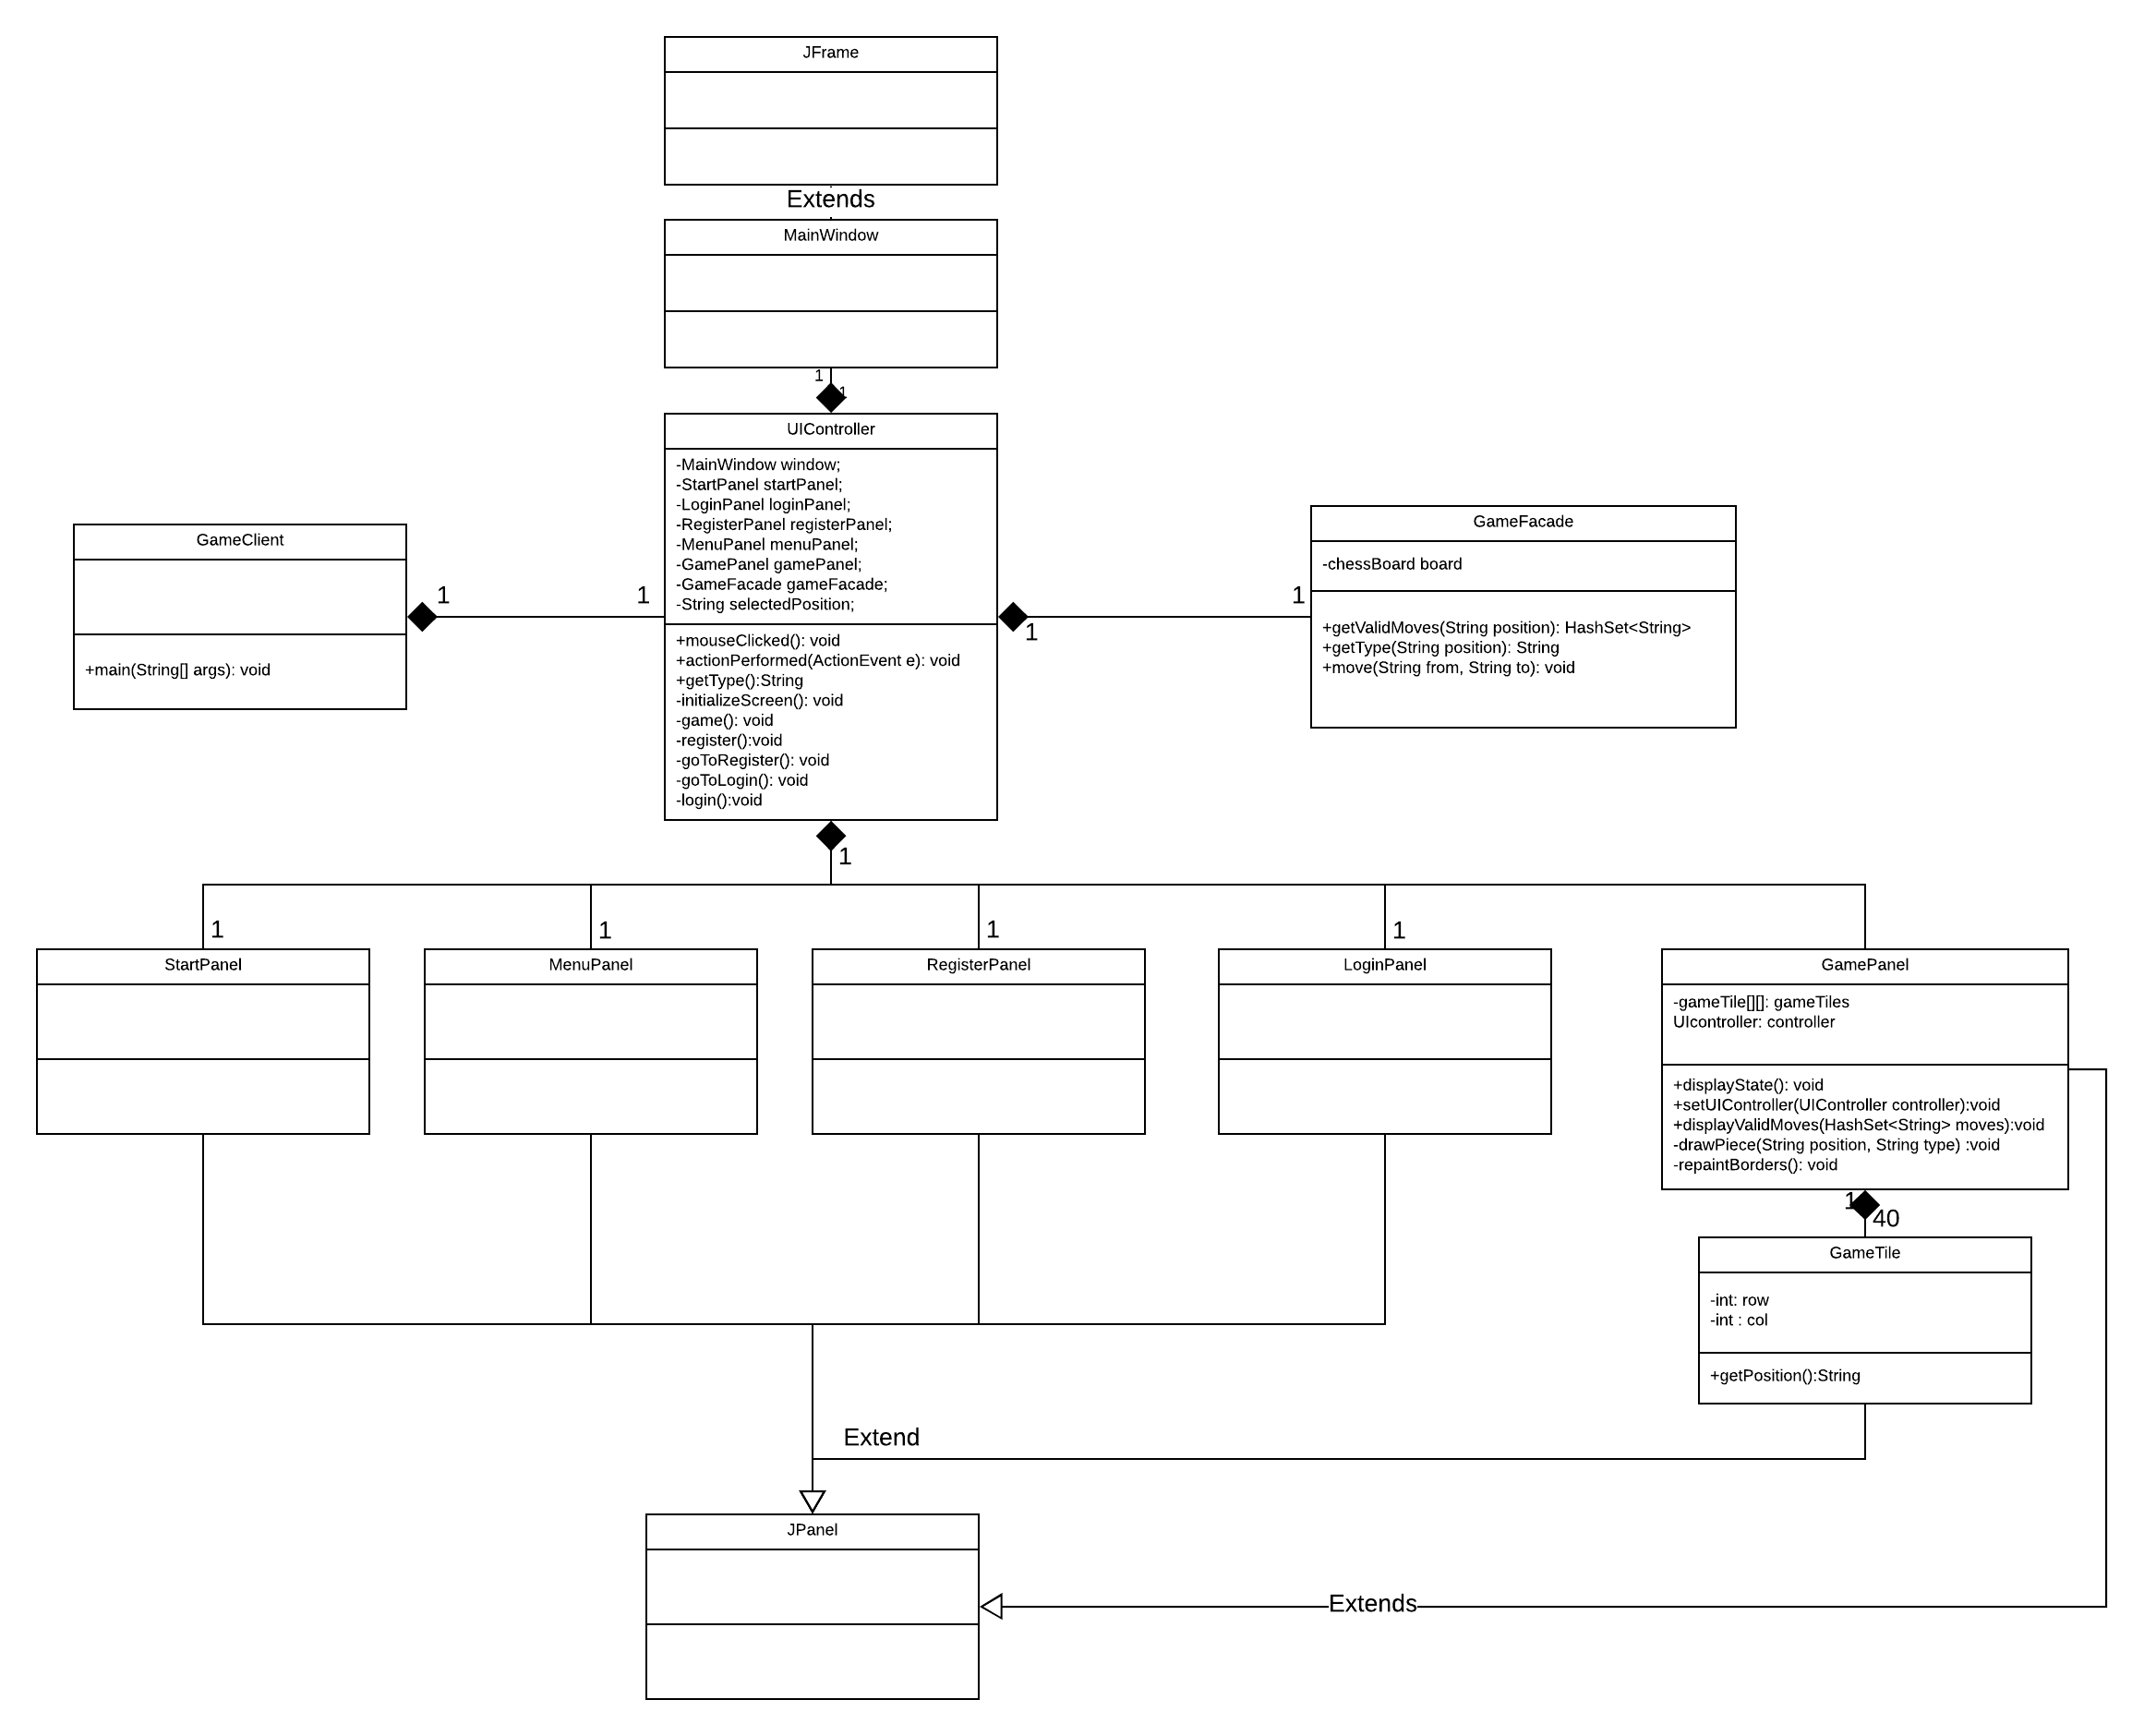 JFrame
Extends
MainWindow
1
1
UIController
-MainWindow window;
-StartPanel startPanel;
-LoginPanel loginPanel;
-RegisterPanel registerPanel;
-MenuPanel menuPanel;
-GamePanel gamePanel;
-GameFacade gameFacade;
-String selectedPosition;
+mouseClicked(): void
+actionPerformed(ActionEvent e): void
+getType():String
-initializeScreen(): void
-game(): void
-register():void
-goToRegister(): void
-goToLogin(): void
-login():void
GameClient
+main(String[] args): void
1
1
GameFacade
-chessBoard board
+getValidMoves(String position): HashSet<String>
+getType(String position): String
+move(String from, String to): void
1
1
1
1
1
1
1
StartPanel
MenuPanel
RegisterPanel
LoginPanel
GamePanel
-gameTile[][]: gameTiles
UIcontroller: controller
+displayState(): void
+setUIController(UIController controller):void
+displayValidMoves(HashSet<String> moves):void
-drawPiece(String position, String type) :void
-repaintBorders(): void
1
40
GameTile
-int: row
-int : col
+getPosition():String
Extend
JPanel
Extends